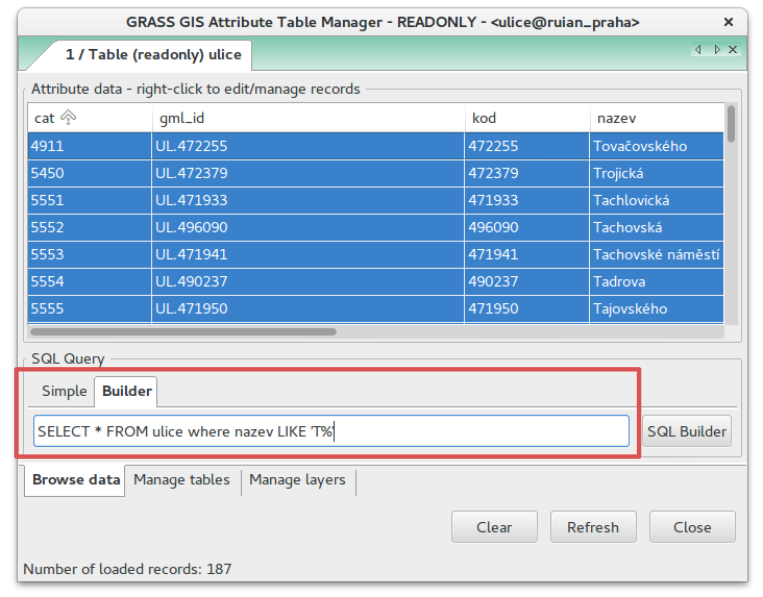 GRASS GIS Attribute Table Manager - READONLY - <ulice@ruian_praha> ×
1 / Table (readonly) ulice
Attribute data - right-click to edit/manage records
cat gml_id kod nazev
4911 UL.472255 472255 Tovačovského
5450 UL.472379 472379 Trojická
5551 UL.471933 471933 Tachlovická
5552 UL.496090 496090 Tachovská
5553 UL.471941 471941 Tachovské náměstí
5554 UL.490237 490237 Tadrova
5555 UL.471950 471950 Tajovského
SQL Query
Simple Builder
SELECT * FROM ulice where nazev LIKE 'T%' SQL Builder
Browse data Manage tables Manage layers
Clear Refresh Close
Number of loaded records: 187